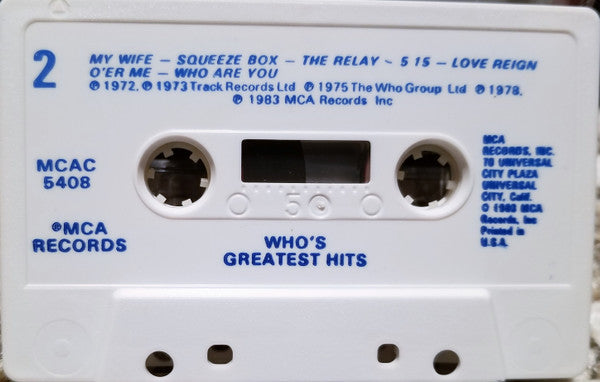 2
MY WIFE — SQUEEZE BOX — THE RELAY - 5 15 — LOVE REIGN
O'ER ME — WHO ARE YOU
℗ 1972, ℗ 1973 Track Records Ltd ℗ 1975 The Who Group Ltd ℗ 1978,
℗ 1983 MCA Records Inc
MCAC
5408
®MCA
RECORDS
50
WHO'S
GREATEST HITS
MCA
RECORDS, INC.
70 UNIVERSAL
CITY PLAZA
UNIVERSAL
CITY, Calif.
© 1983 MCA
Records, Inc
Printed in
U.S.A.